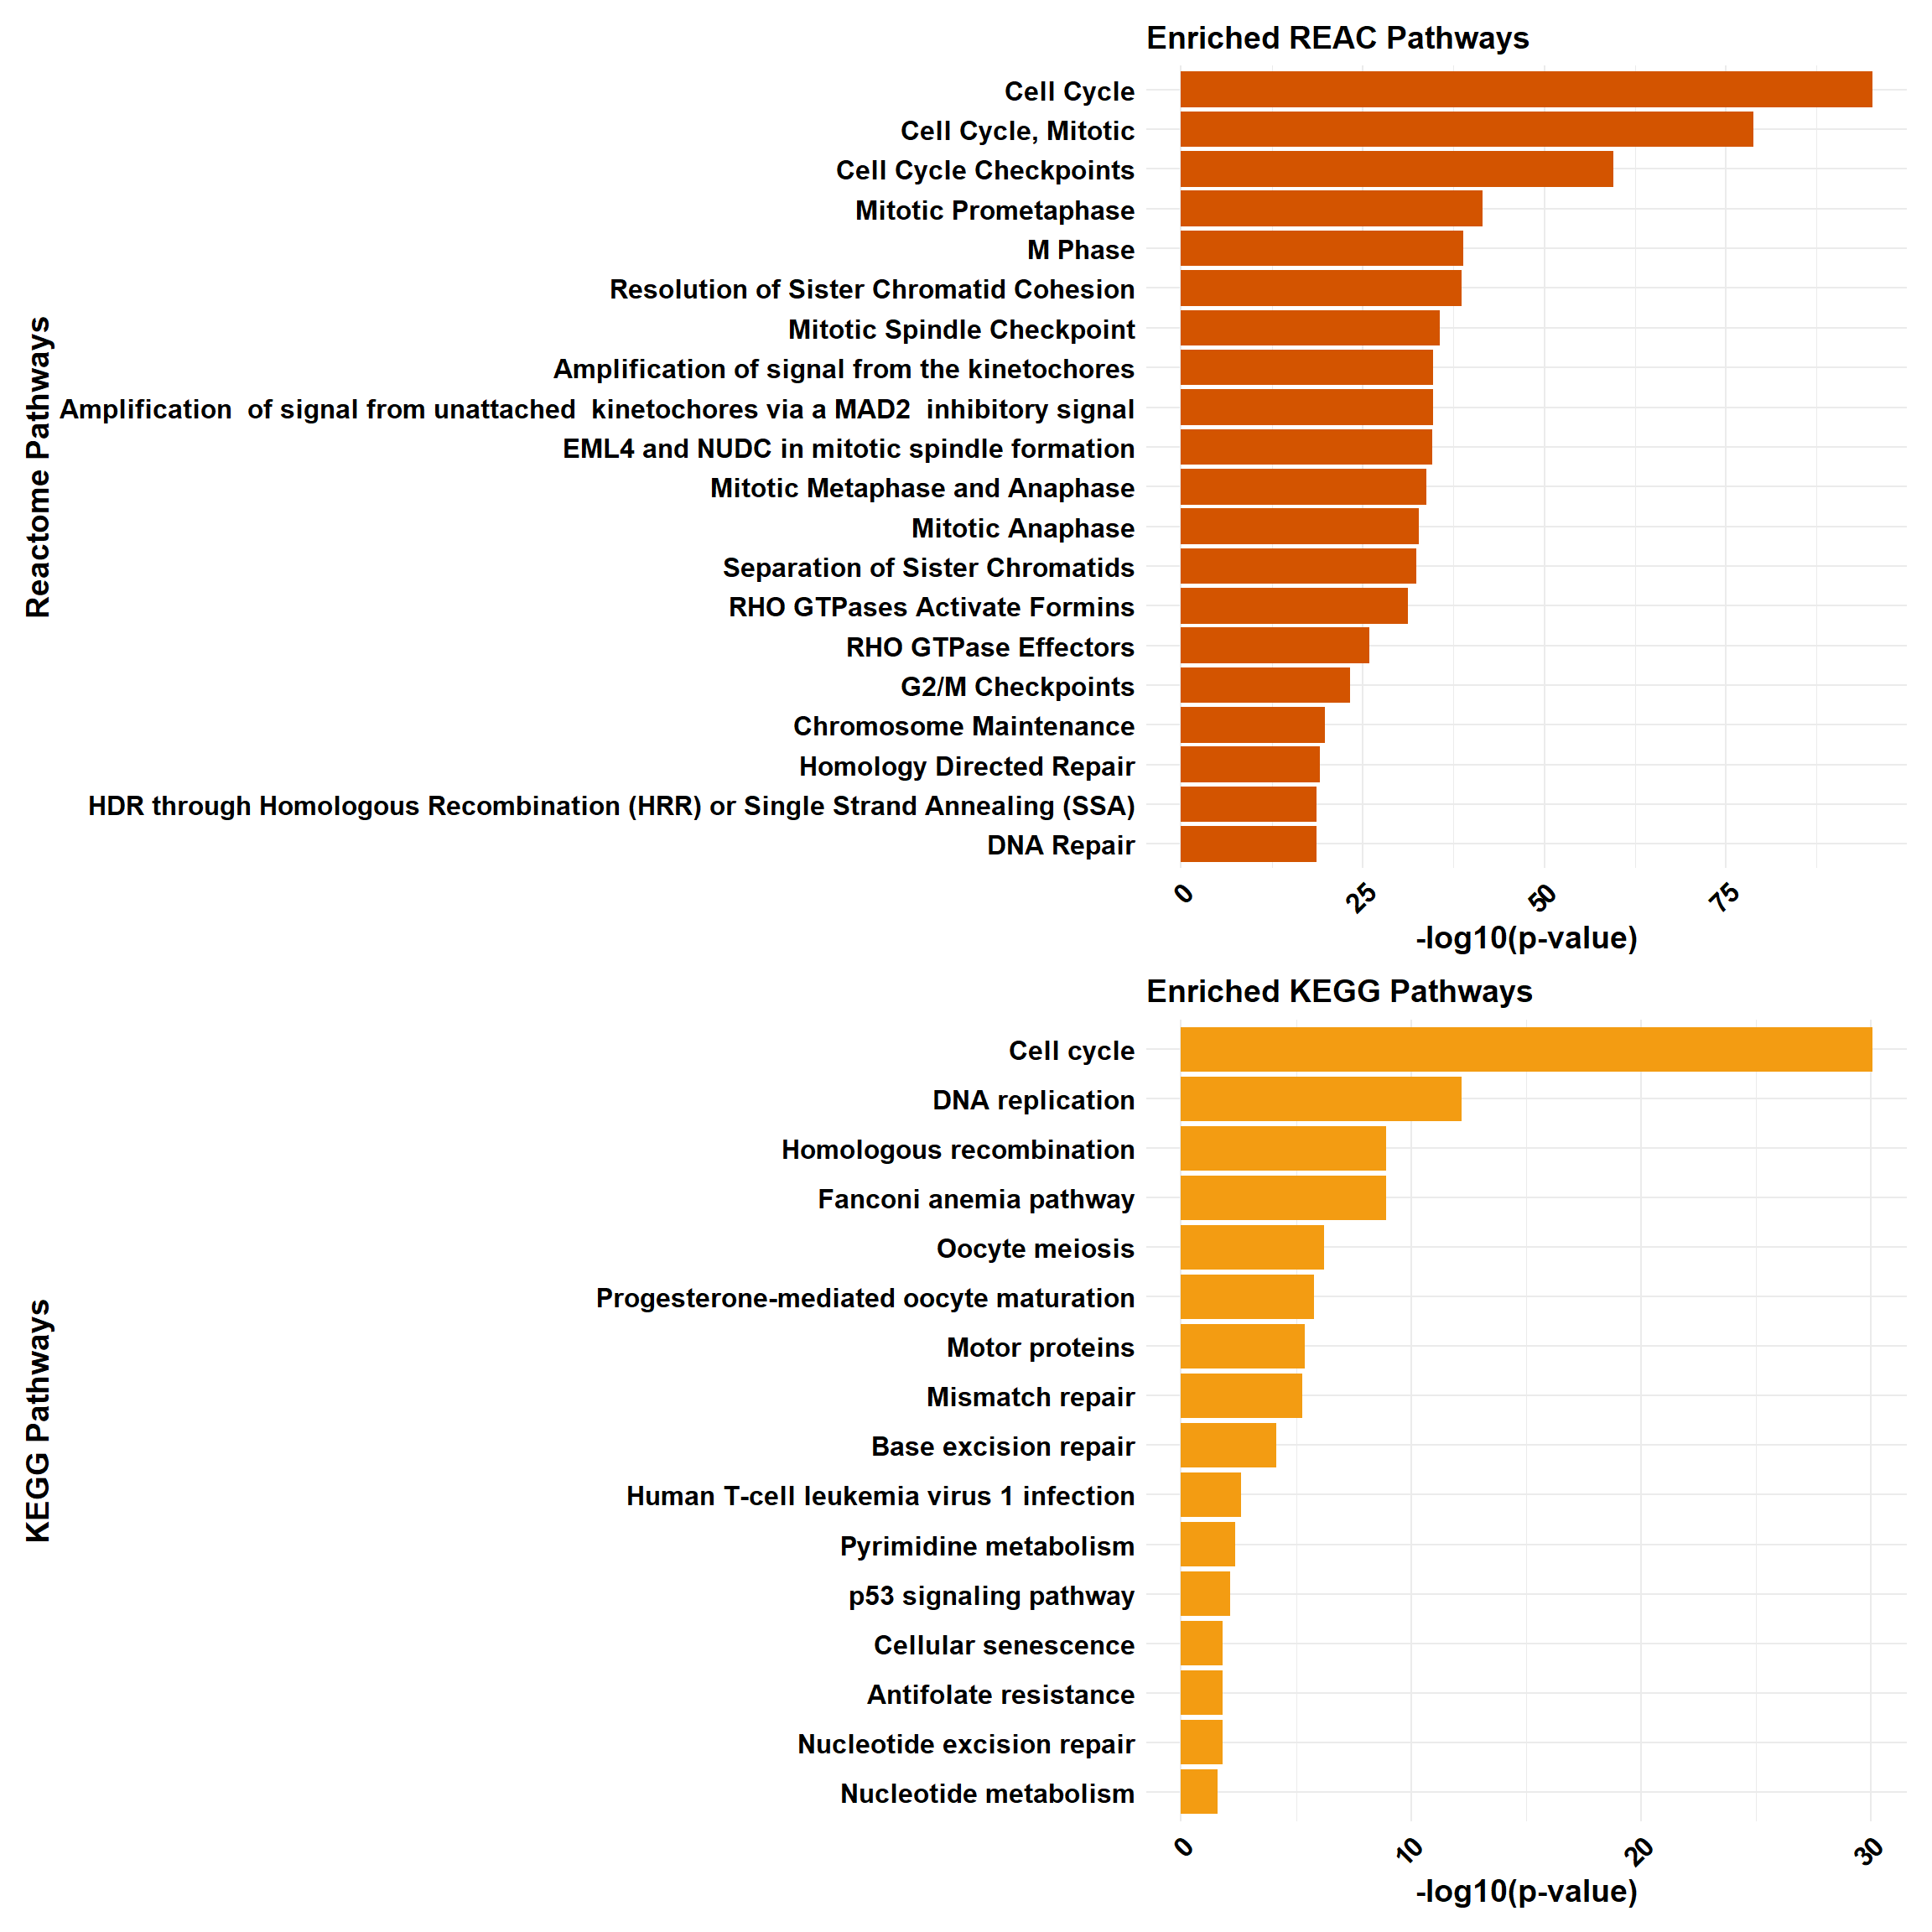 Enriched REAC Pathways
Reactome Pathways
Cell Cycle
Cell Cycle, Mitotic
Cell Cycle Checkpoints
Mitotic Prometaphase
M Phase
Resolution of Sister Chromatid Cohesion
Mitotic Spindle Checkpoint
Amplification of signal from the kinetochores
Amplification  of signal from unattached  kinetochores via a MAD2  inhibitory signal
EML4 and NUDC in mitotic spindle formation
Mitotic Metaphase and Anaphase
Mitotic Anaphase
Separation of Sister Chromatids
RHO GTPases Activate Formins
RHO GTPase Effectors
G2/M Checkpoints
Chromosome Maintenance
Homology Directed Repair
HDR through Homologous Recombination (HRR) or Single Strand Annealing (SSA)
DNA Repair
0 25 50 75
-log10(p-value)
Enriched KEGG Pathways
KEGG Pathways
Cell cycle
DNA replication
Homologous recombination
Fanconi anemia pathway
Oocyte meiosis
Progesterone-mediated oocyte maturation
Motor proteins
Mismatch repair
Base excision repair
Human T-cell leukemia virus 1 infection
Pyrimidine metabolism
p53 signaling pathway
Cellular senescence
Antifolate resistance
Nucleotide excision repair
Nucleotide metabolism
0 10 20 30
-log10(p-value)